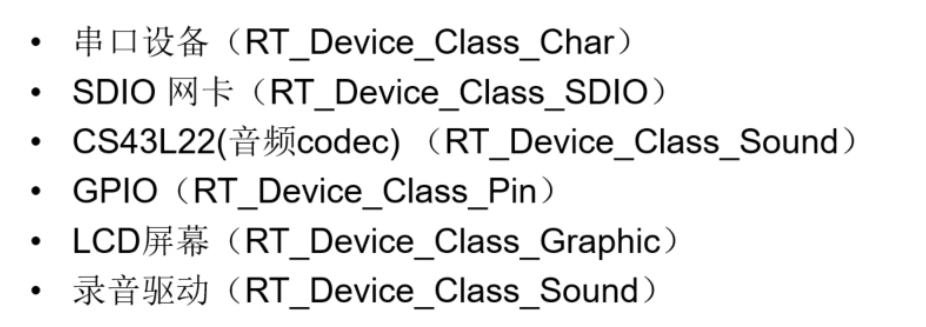 • 串口设备（RT_Device_Class_Char）
• SDIO 网卡（RT_Device_Class_SDIO）
• CS43L22(音频codec) （RT_Device_Class_Sound）
• GPIO（RT_Device_Class_Pin）
• LCD屏幕（RT_Device_Class_Graphic）
• 录音驱动（RT_Device_Class_Sound）